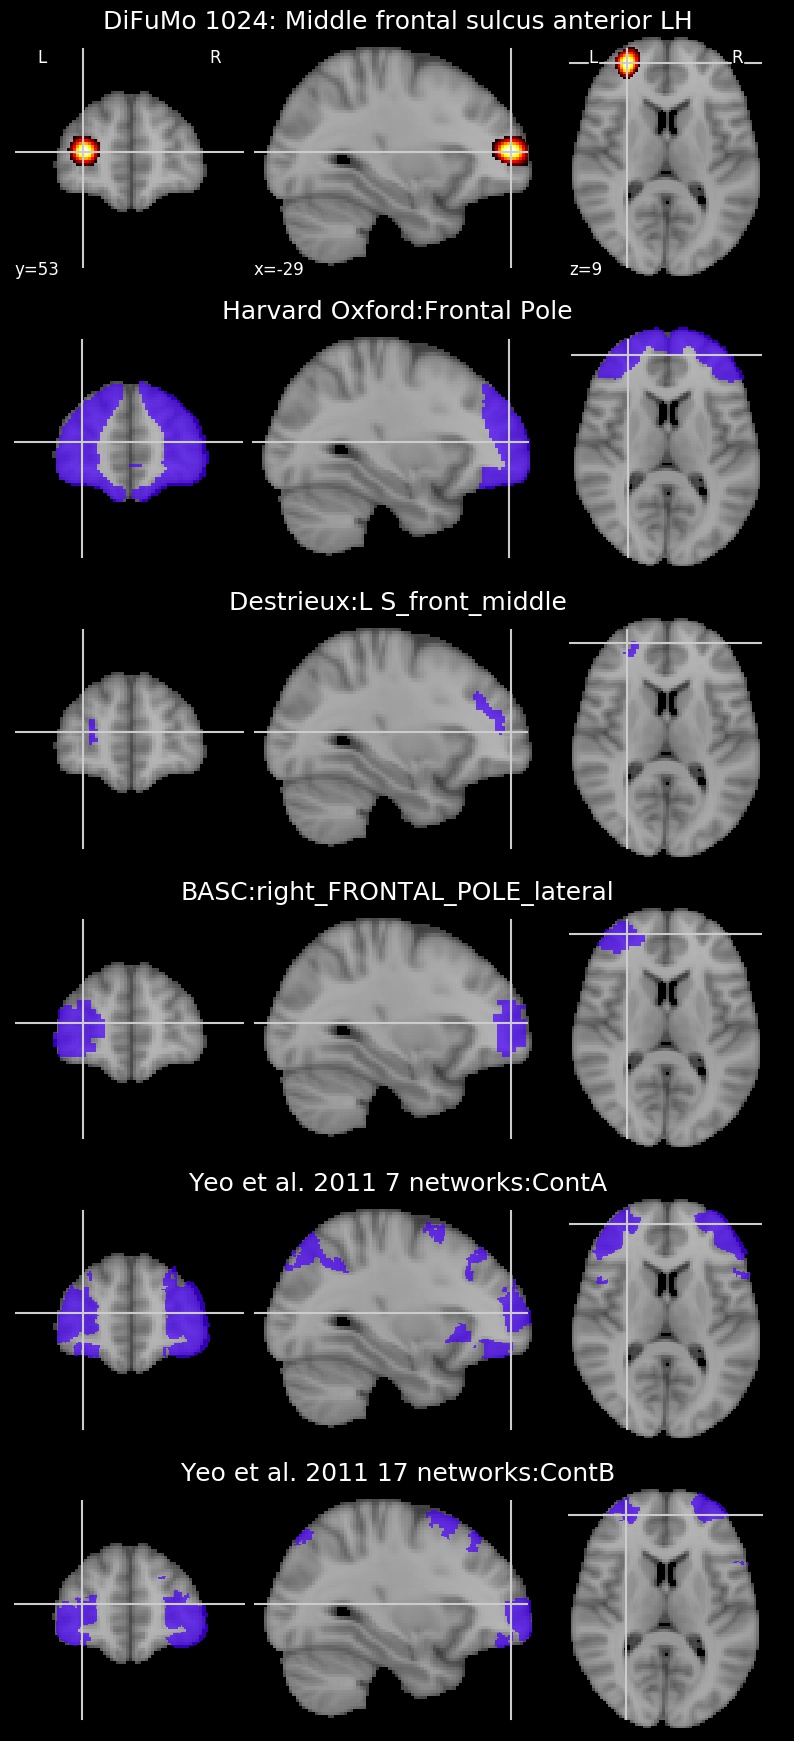 DiFuMo 1024: Middle frontal sulcus anterior LH
L R L R
y=53 x=-29 z=9
Harvard Oxford:Frontal Pole
Destrieux:L S_front_middle
BASC:right_FRONTAL_POLE_lateral
Yeo et al. 2011 7 networks:ContA
Yeo et al. 2011 17 networks:ContB